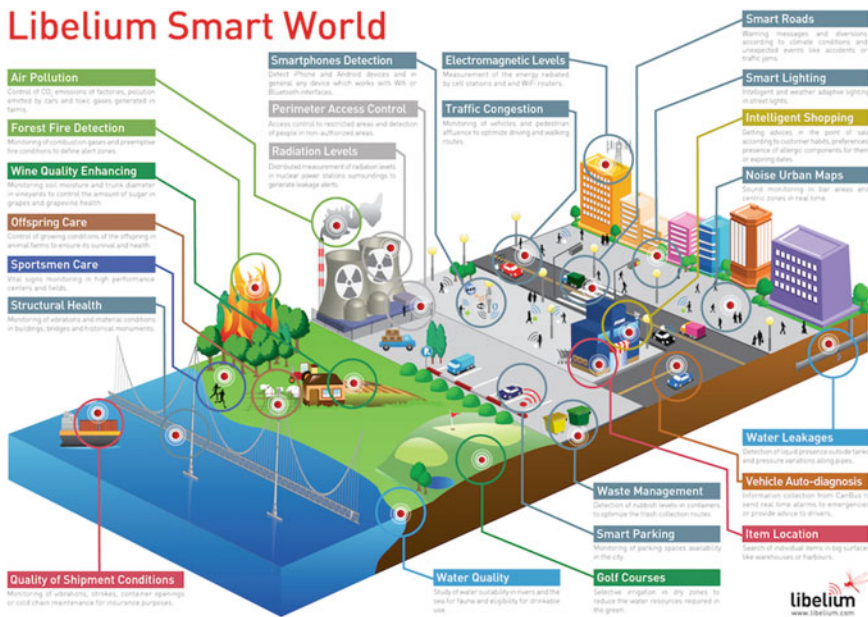 Libelium Smart World
Air Pollution
Control of CO₂ emissions of factories, pollution
emitted by cars and toxic gases generated in
farms.
Forest Fire Detection
Monitoring of combustion gases and preemptive
fire conditions to define alert zones.
Wine Quality Enhancing
Monitoring soil moisture and trunk diameter
in vineyards to control the amount of sugar in
grapes and grapevine health.
Offspring Care
Control of growing conditions of the offspring in
animal farms to ensure its survival and health.
Sportsmen Care
Vital signs monitoring in high performance
centers and fields.
Structural Health
Monitoring of vibrations and material conditions
in buildings, bridges and historical monuments.
Quality of Shipment Conditions
Monitoring of vibrations, strokes, container openings
or cold chain maintenance for insurance purposes.
Smartphones Detection
Detect iPhone and Android devices and in
general any device which works with Wifi or
Bluetooth interfaces.
Perimeter Access Control
Access control to restricted areas and detection
of people in non-authorized areas.
Radiation Levels
Distributed measurement of radiation levels
in nuclear power stations surroundings to
generate leakage alerts.
Electromagnetic Levels
Measurement of the energy radiated
by cell stations and WiFi routers.
Traffic Congestion
Monitoring of vehicles and pedestrian
affluence to optimize driving and walking
routes.
Smart Roads
Warning messages and diversions
according to climate conditions and
unexpected events like accidents or
traffic jams.
Smart Lighting
Intelligent and weather adaptive lighting
in street lights.
Intelligent Shopping
Getting advices in the point of sale
according to customer habits, preferences,
presence of allergic components for them
or expiring dates.
Noise Urban Maps
Sound monitoring in bar areas and
centric zones in real time.
Water Leakages
Detection of liquid presence outside tanks
and pressure variations along pipes.
Vehicle Auto-diagnosis
Information collection from CanBus to
send real time alarms to emergencies
or provide advice to drivers.
Item Location
Search of individual items in big surfaces
like warehouses or harbours.
Waste Management
Detection of rubbish levels in containers
to optimize the trash collection routes.
Smart Parking
Monitoring of parking spaces availability
in the city.
Golf Courses
Selective irrigation in dry zones to
reduce the water resources required in
the green.
Water Quality
Study of water suitability in rivers and the
sea for fauna and eligibility for drinkable
use.
libelium
www.libelium.com